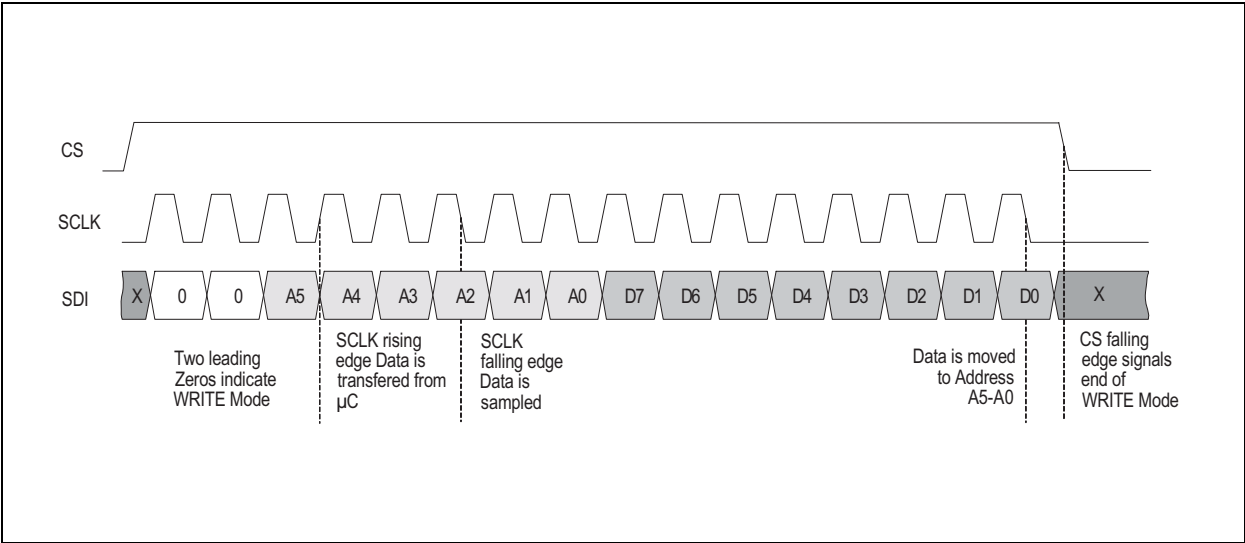 CS
SCLK
SDI X 0 0 A5 A4 A3 A2 A1 A0 D7 D6 D5 D4 D3 D2 D1 D0 X
Two leading
Zeros indicate
WRITE Mode
SCLK rising
edge Data is
transfered from
µC
SCLK
falling edge
Data is
sampled
Data is moved
to Address
A5-A0
CS falling
edge signals
end of
WRITE Mode